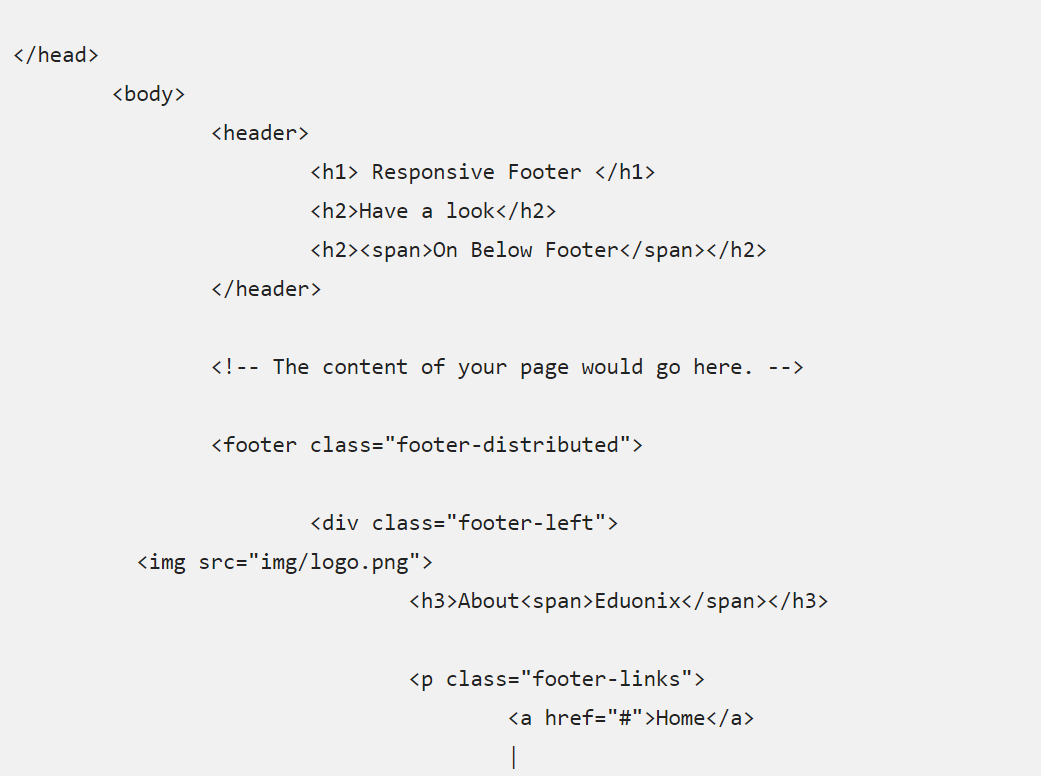 </head>
<body>
<header>
<h1> Responsive Footer </h1>
<h2>Have a look</h2>
<h2><span>On Below Footer</span></h2>
</header>
<!-- The content of your page would go here. -->
<footer class="footer-distributed">
<div class="footer-left">
<img src="img/logo.png">
<h3>About<span>Eduonix</span></h3>
<p class="footer-links">
<a href="#">Home</a>
|